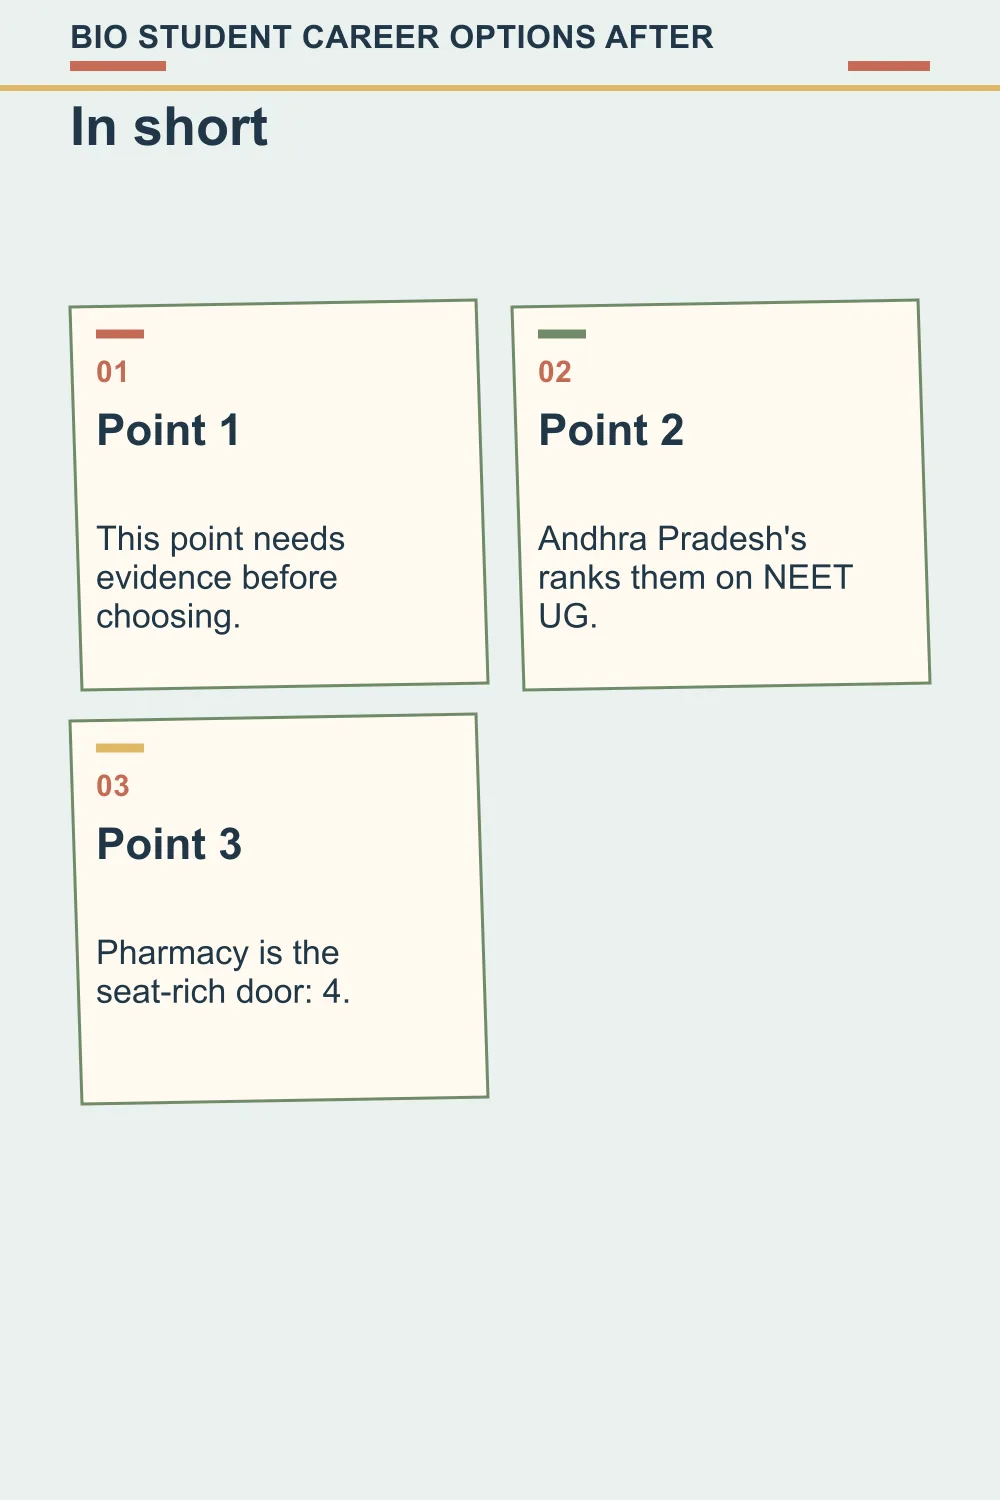 BIO STUDENT CAREER OPTIONS AFTER
In short
01
Point 1
This point needs
evidence before
choosing.
02
Point 2
Andhra Pradesh's
ranks them on NEET
UG.
03
Point 3
Pharmacy is the
seat-rich door: 4.